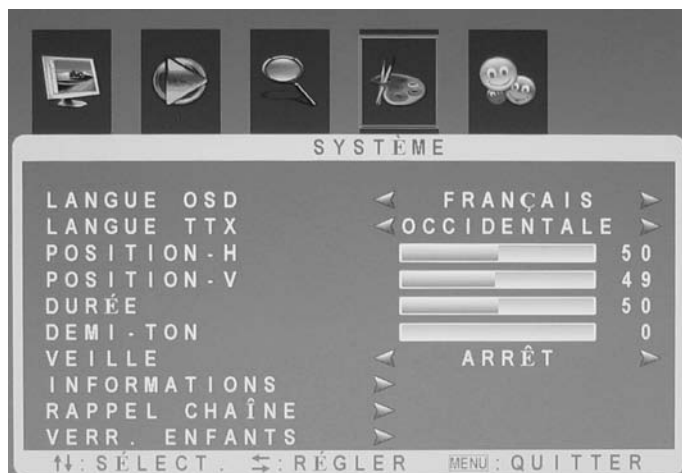 SYSTÈME
LANGUE OSD FRANÇAIS
LANGUE TTX OCCIDENTALE
POSITION-H 50
POSITION-V 49
DURÉE 50
DEMI-TON 0
VEILLE ARRÊT
INFORMATIONS
RAPPEL CHAÎNE
VERR. ENFANTS
↑↓:SÉLECT. ⇆:RÉGLER MENU:QUITTER